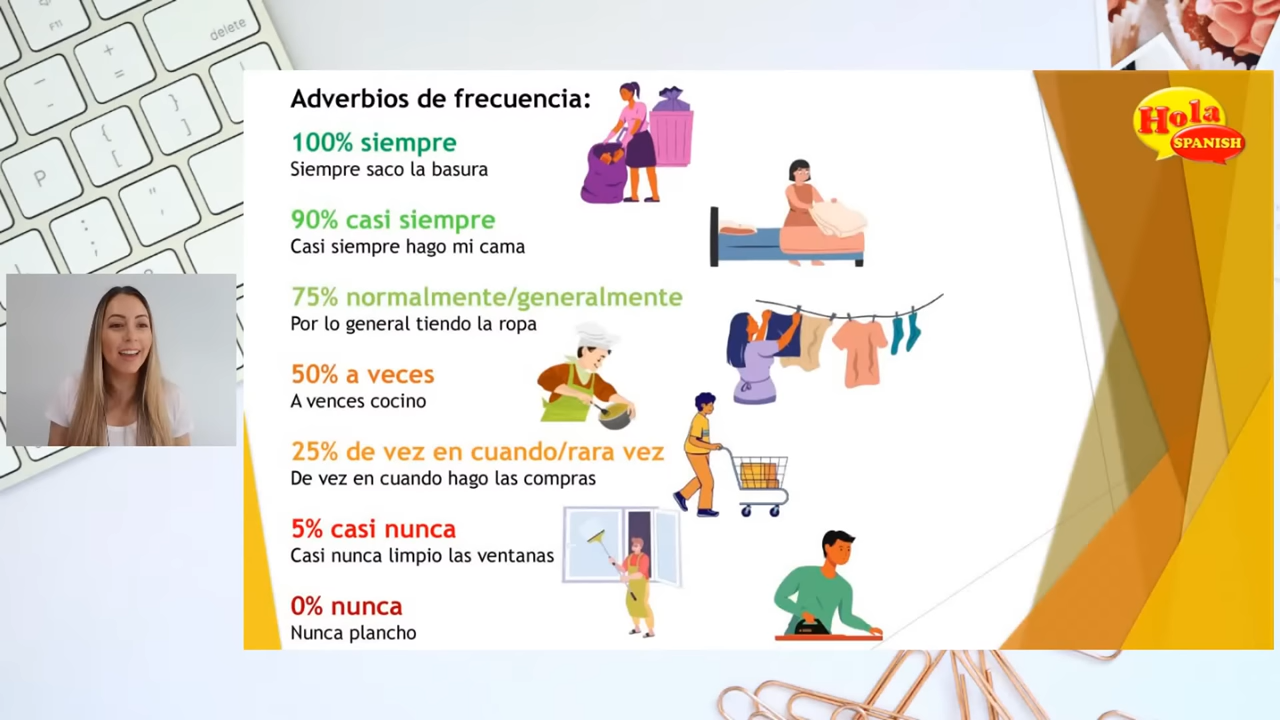 Adverbios de frecuencia:
100% siempre
Siempre saco la basura
90% casi siempre
Casi siempre hago mi cama
75% normalmente/generalmente
Por lo general tiendo la ropa
50% a veces
A vences cocino
25% de vez en cuando/rara vez
De vez en cuando hago las compras
5% casi nunca
Casi nunca limpio las ventanas
0% nunca
Nunca plancho
Hola
SPANISH
F11
delete
+
=
P
{
[
}
]
"
'
:
;